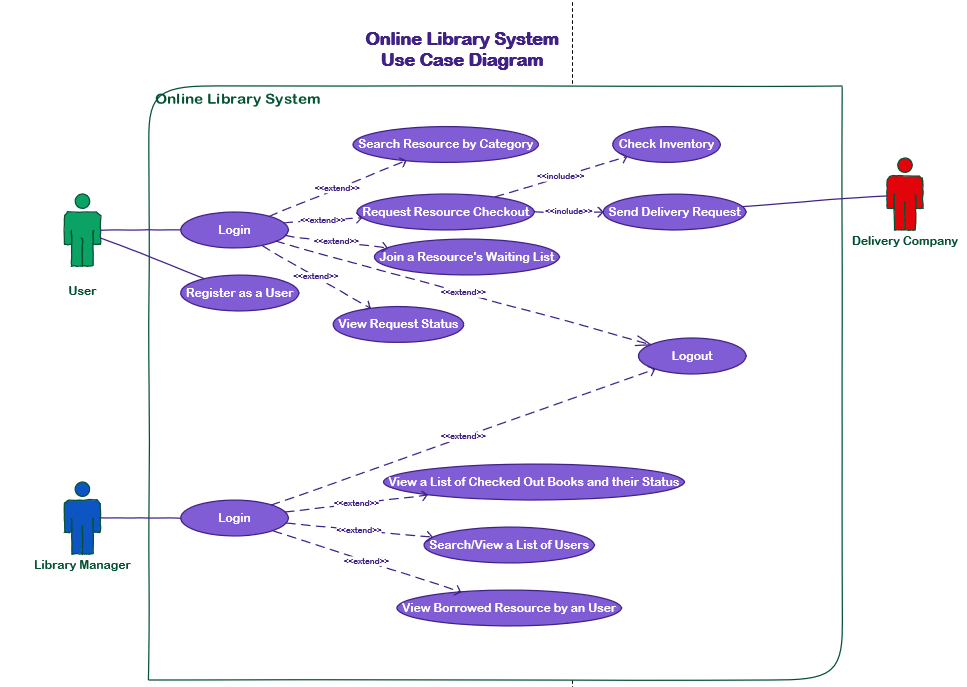 Online Library System
Use Case Diagram
Online Library System
Search Resource by Category
Check Inventory
<<include>>
<<extend>>
Request Resource Checkout
<<include>>
Send Delivery Request
<<extend>>
Login
Delivery Company
<<extend>>
Join a Resource's Waiting List
<<extend>>
User
Register as a User
<<extend>>
View Request Status
Logout
<<extend>>
View a List of Checked Out Books and their Status
<<extend>>
Login
<<extend>>
Search/View a List of Users
<<extend>>
Library Manager
View Borrowed Resource by an User